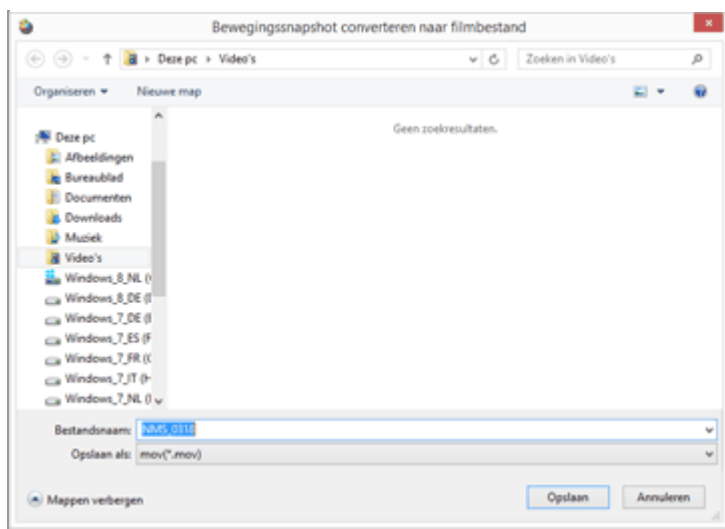 Bewegingssnapshot converteren naar filmbestand
Deze pc Video's
Zoeken in Video's
Organiseren Nieuwe map
Geen zoekresultaten.
Deze pc
Afbeeldingen
Bureaublad
Documenten
Downloads
Muziek
Video's
Windows_8_NL (
Windows_8_DE (
Windows_7_DE (
Windows_7_ES (F
Windows_7_FR (
Windows_7_IT (H
Windows_7_NL (
Bestandsnaam: NMS_0318
Opslaan als: mov(*.mov)
Mappen verbergen Opslaan Annuleren